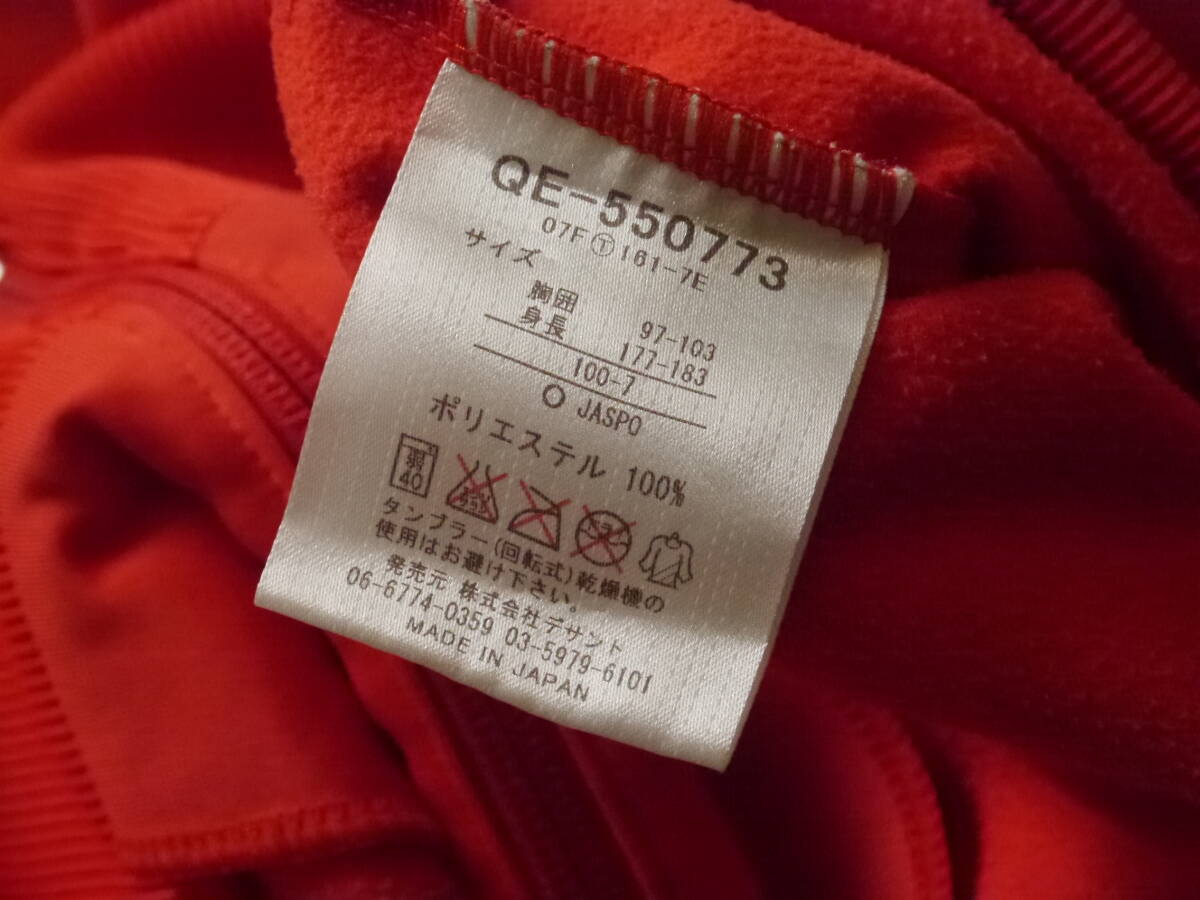 QE-550773
07F Ⓣ 161-7E
サイズ
胸囲 97-103
身長 177-183
100-7
O JASPO
ポリエステル 100%
弱 40
タンブラー(回転式)乾燥機の
使用はお避け下さい。
発売元 株式会社デサント
06-6774-0359 03-5979-6101
MADE IN JAPAN